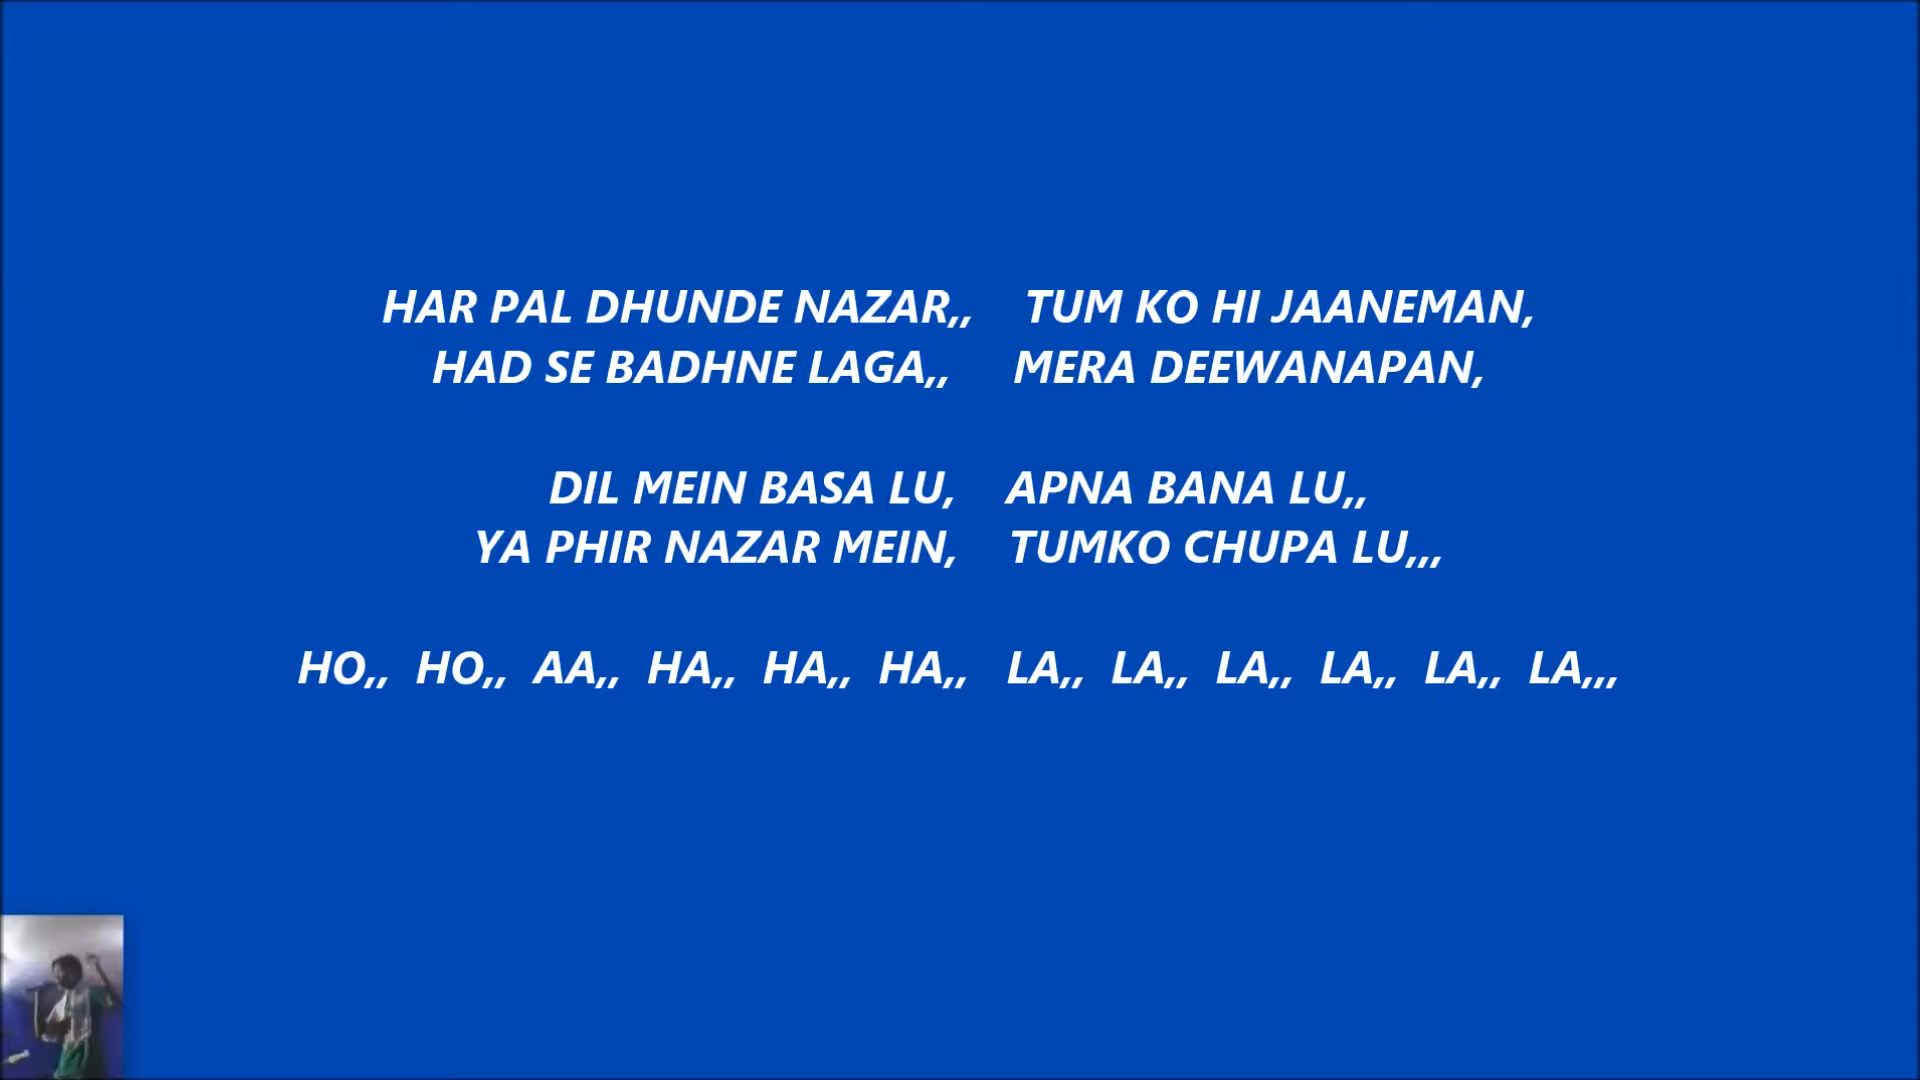 HAR PAL DHUNDE NAZAR,, TUM KO HI JAANEMAN,
HAD SE BADHNE LAGA,, MERA DEEWANAPAN,
DIL MEIN BASA LU, APNA BANA LU,,
YA PHIR NAZAR MEIN, TUMKO CHUPA LU,,,
HO,, HO,, AA,, HA,, HA,, HA,, LA,, LA,, LA,, LA,, LA,, LA,,,